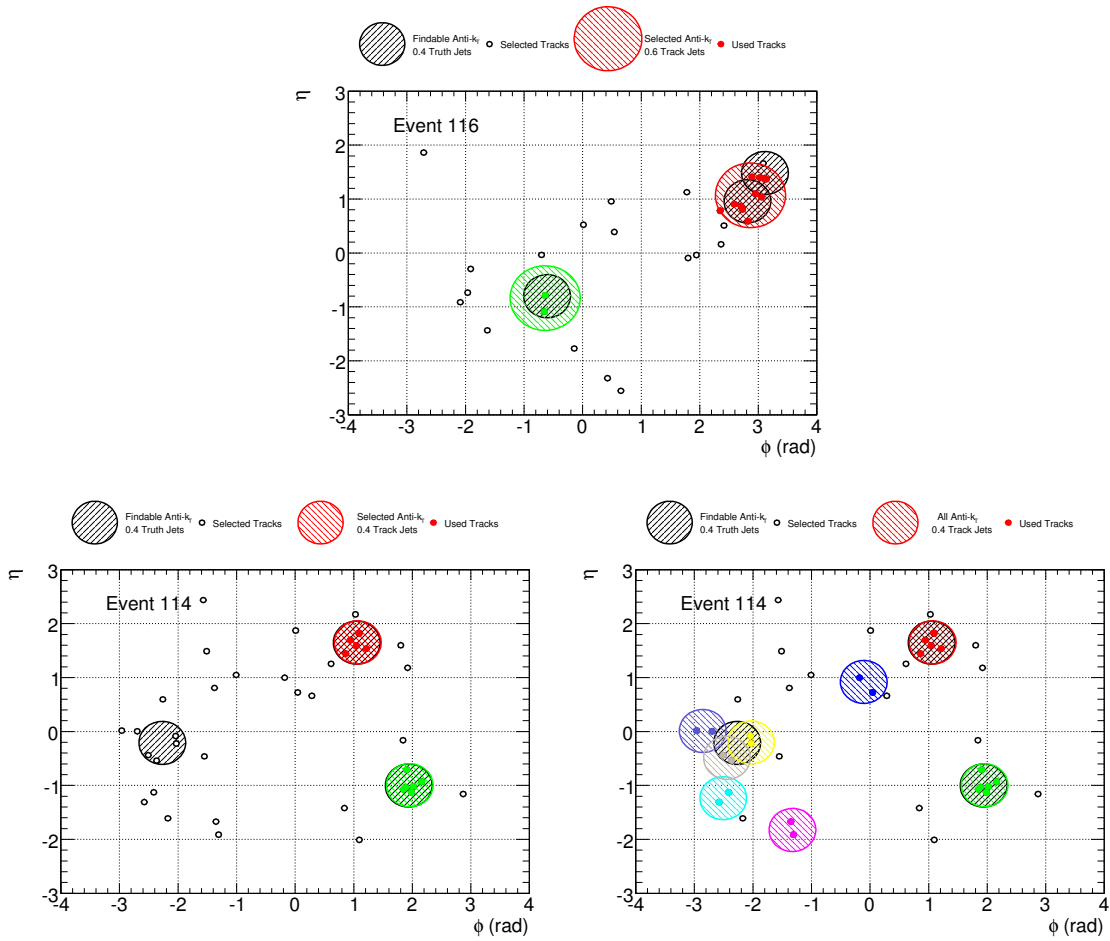 Findable Anti-kT
0.4 Truth Jets
Selected Tracks
Selected Anti-kT
0.6 Track Jets
Used Tracks
η
3
2
1
0
-1
-2
-3
Event 116
-4 -3 -2 -1 0 1 2 3 4
φ (rad)
Findable Anti-kT
0.4 Truth Jets
Selected Tracks
Selected Anti-kT
0.4 Track Jets
Used Tracks
η
3
2
1
0
-1
-2
-3
Event 114
-4 -3 -2 -1 0 1 2 3 4
φ (rad)
Findable Anti-kT
0.4 Truth Jets
Selected Tracks
All Anti-kT
0.4 Track Jets
Used Tracks
η
3
2
1
0
-1
-2
-3
Event 114
-4 -3 -2 -1 0 1 2 3 4
φ (rad)